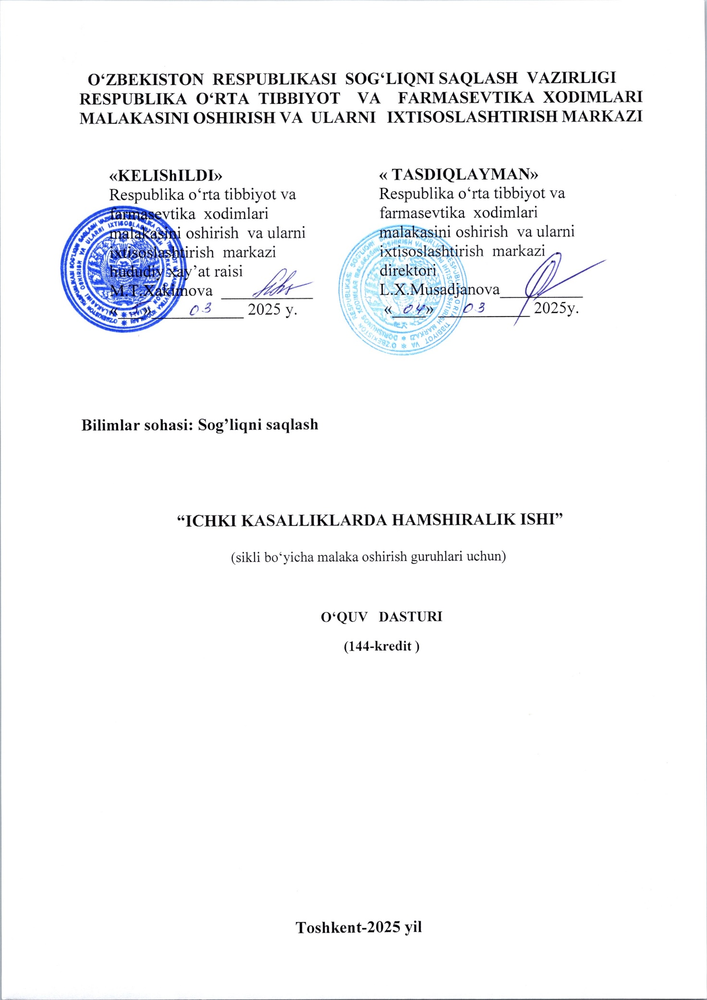 O‘ZBEKISTON RESPUBLIKASI SOG‘LIQNI SAQLASH VAZIRLIGI
RESPUBLIKA O‘RTA TIBBIYOT VA FARMASEVTIKA XODIMLARI
MALAKASINI OSHIRISH VA ULARNI IXTISOSLASHTIRISH MARKAZI
«KELIShILDI»
Respublika o‘rta tibbiyot va
farmasevtika xodimlari
malakasini oshirish va ularni
ixtisoslashtirish markazi
hududiy xay’at raisi
M.T.Xakimova
« » 03 2025 y.
« TASDIQLAYMAN»
Respublika o‘rta tibbiyot va
farmasevtika xodimlari
malakasini oshirish va ularni
ixtisoslashtirish markazi
direktori
L.X.Musadjanova
« 04 » 03 2025y.
Bilimlar sohasi: Sog’liqni saqlash
“ICHKI KASALLIKLARDA HAMSHIRALIK ISHI”
(sikli bo‘yicha malaka oshirish guruhlari uchun)
O‘QUV DASTURI
(144-kredit )
Toshkent-2025 yil